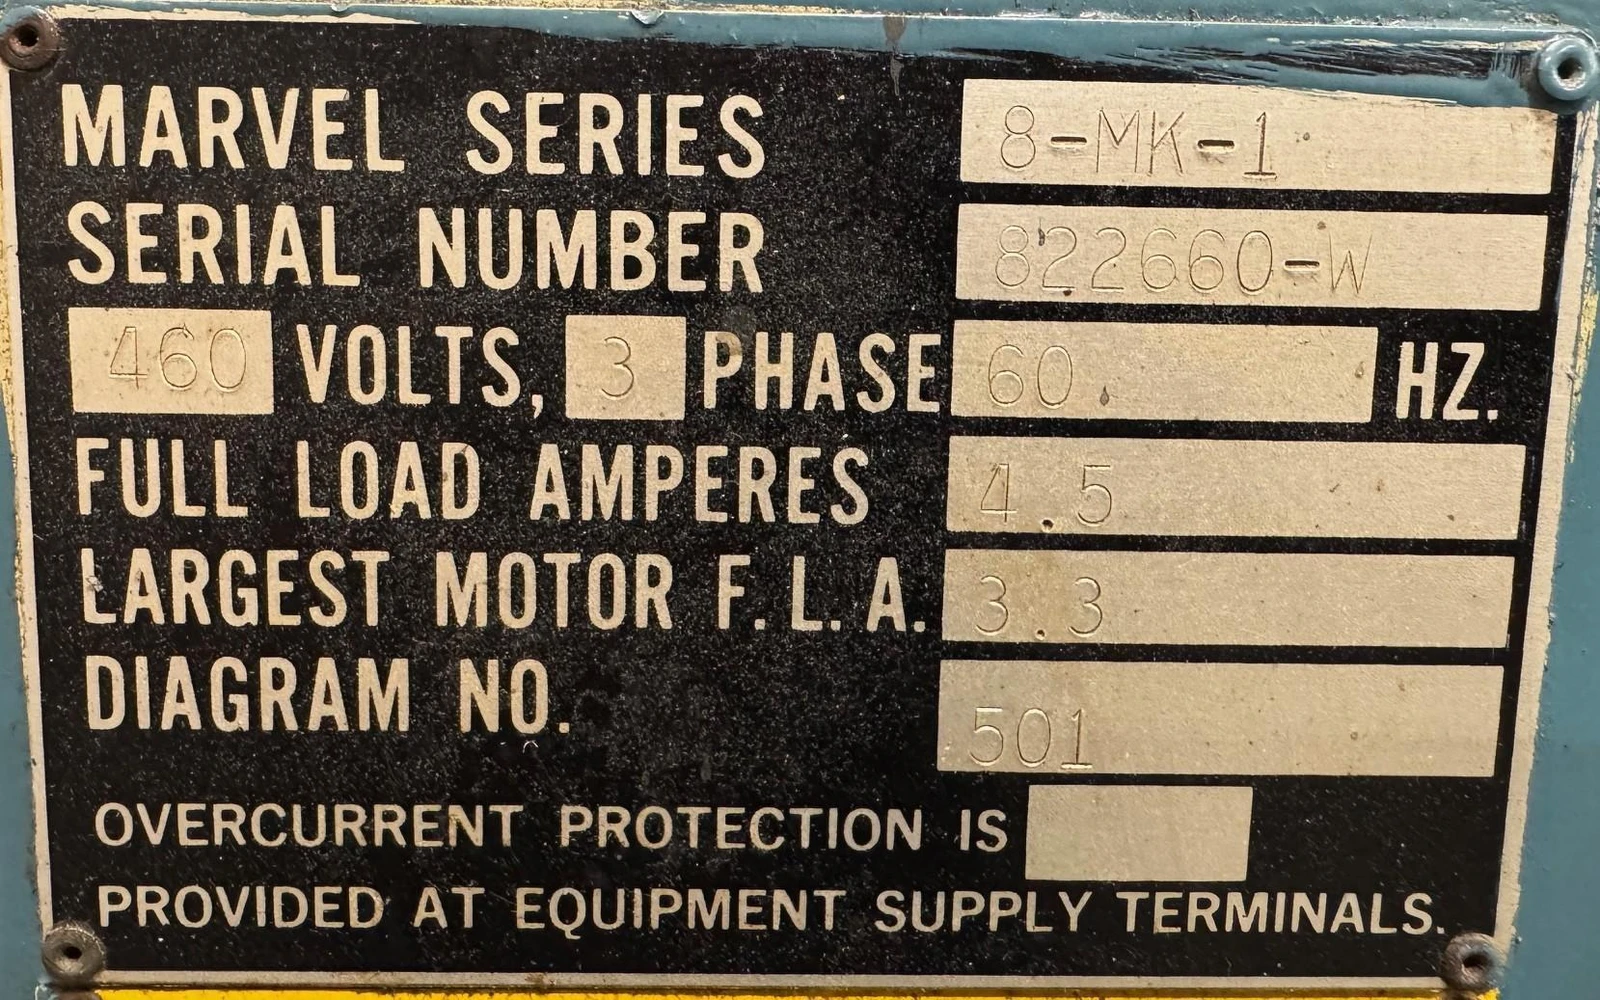 MARVEL SERIES 8-MK-1
SERIAL NUMBER 822660-W
460 VOLTS, 3 PHASE 60 HZ.
FULL LOAD AMPERES 4.5
LARGEST MOTOR F.L.A. 3.3
DIAGRAM NO. 501
OVERCURRENT PROTECTION IS
PROVIDED AT EQUIPMENT SUPPLY TERMINALS.